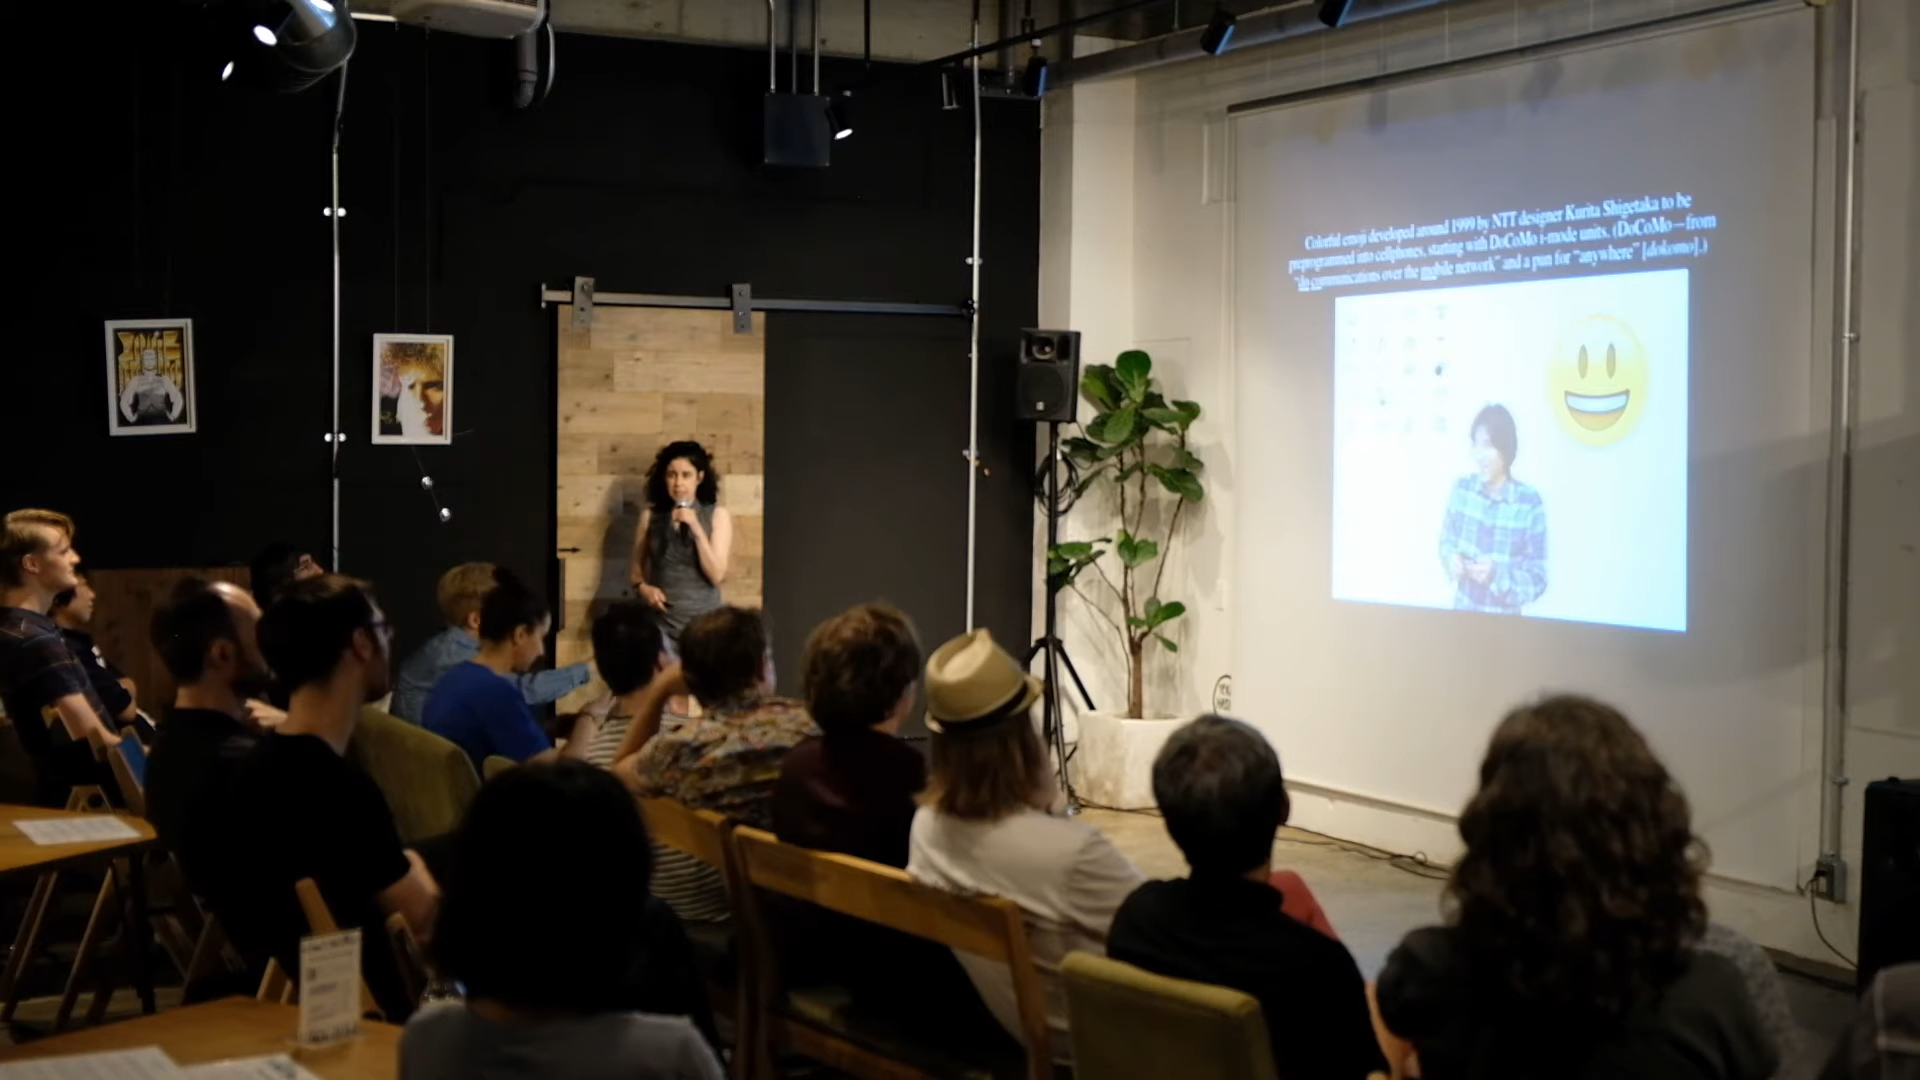 Colorful emoji developed around 1999 by NTT designer Kurita Shigetaka to be
preprogrammed into cellphones, starting with DoCoMo i-mode units. (DoCoMo—from
"do communications over the mobile network" and a pun for "anywhere" [dokomo].)